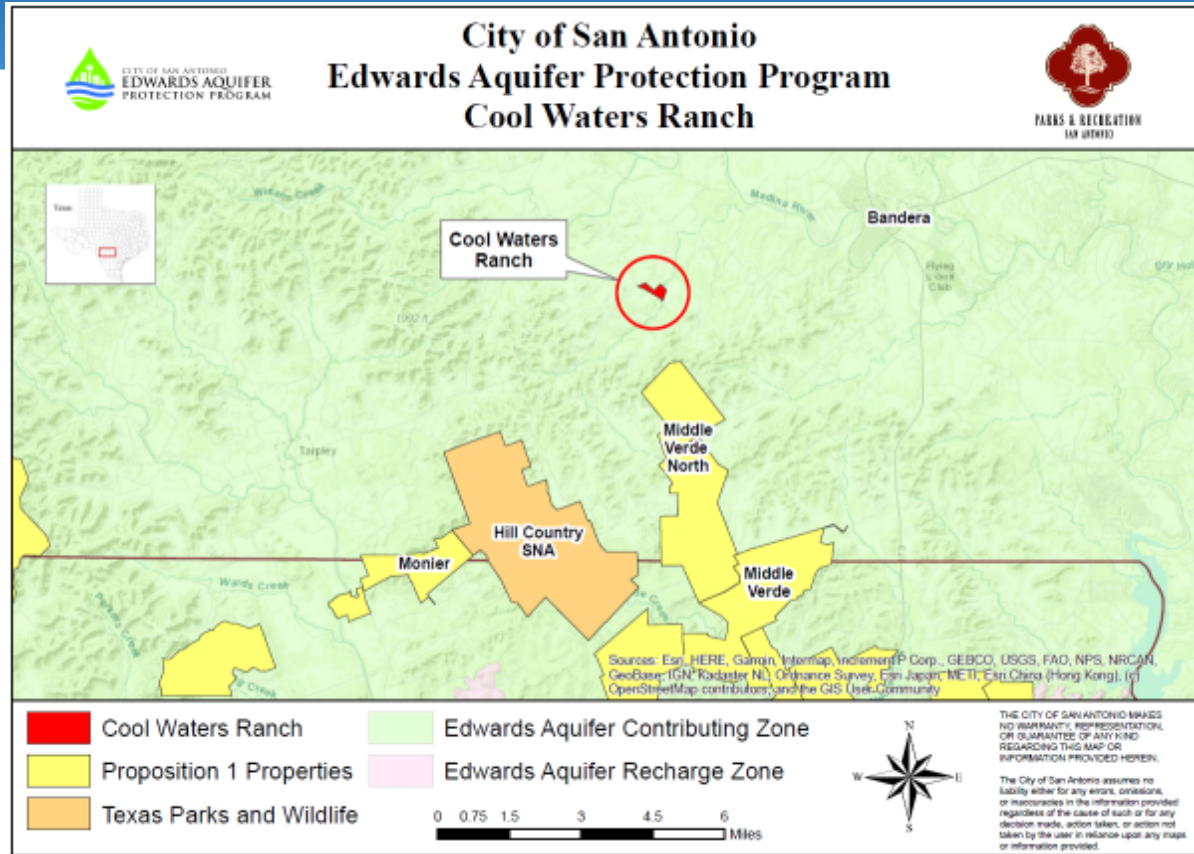 CITY OF SAN ANTONIO
EDWARDS AQUIFER
PROTECTION PROGRAM
City of San Antonio
Edwards Aquifer Protection Program
Cool Waters Ranch
PARKS & RECREATION
SAN ANTONIO
Texas
Medina River
Bandera
Cool Waters
Ranch
Flying
Club
1992 ft
Middle
Verde
North
Tarpley
Hill Country
SNA
Monier
Middle
Verde
Creek
Creek
Sources: Esri, HERE, Garmin, Intermap, increment P Corp., GEBCO, USGS, FAO, NPS, NRCAN,
GeoBase, IGN, Kadaster NL, Ordnance Survey, Esri Japan, METI, Esri China (Hong Kong), (c)
OpenStreetMap contributors, and the GIS User Community
Cool Waters Ranch
Proposition 1 Properties
Texas Parks and Wildlife
Edwards Aquifer Contributing Zone
Edwards Aquifer Recharge Zone
0 0.75 1.5 3 4.5 6
Miles
N
W E
S
THE CITY OF SAN ANTONIO MAKES
NO WARRANTY, REPRESENTATION,
OR GUARANTEE OF ANY KIND
REGARDING THIS MAP OR
INFORMATION PROVIDED HEREIN.
The City of San Antonio assumes no
liability either for any errors, omissions,
or inaccuracies in the information provided
regardless of the cause of such or for any
decision made, action taken, or action not
taken by the user in reliance upon any maps
or information provided.